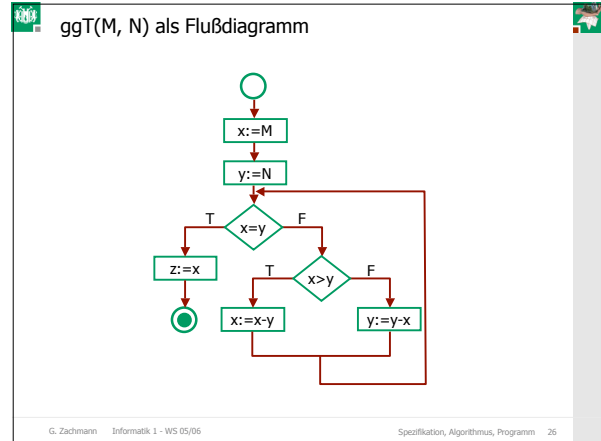 ggT(M, N) als Flußdiagramm
x:=M
y:=N
T
x=y
F
z:=x
T
x>y
F
x:=x-y
y:=y-x
G. Zachmann Informatik 1 - WS 05/06
Spezifikation, Algorithmus, Programm 26